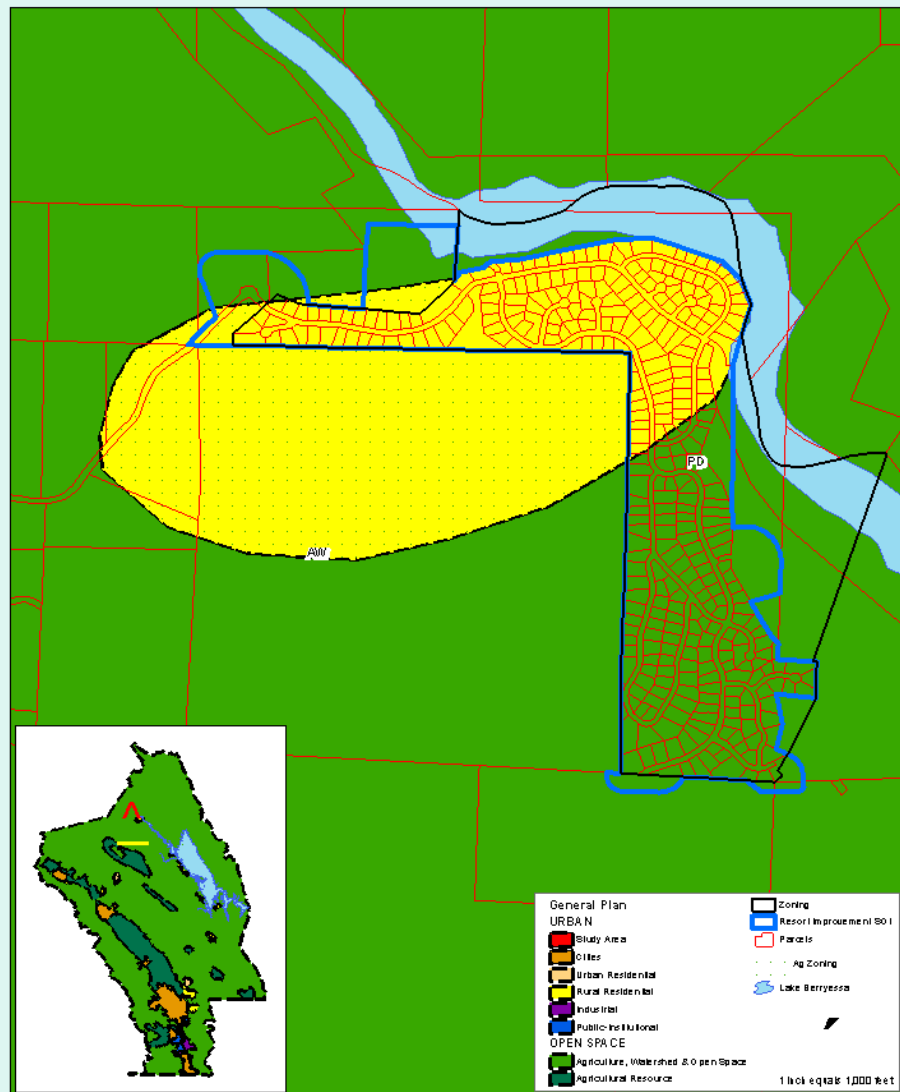 PD
AW
General Plan
URBAN
Study Area
Cities
Urban Residential
Rural Residential
Industrial
Public-Institutional
OPEN SPACE
Agriculture, Watershed & Open Space
Agricultural Resource
Zoning
Resort Improvement SOI
Parcels
Ag Zoning
Lake Berryessa
1 inch equals 1,000 feet